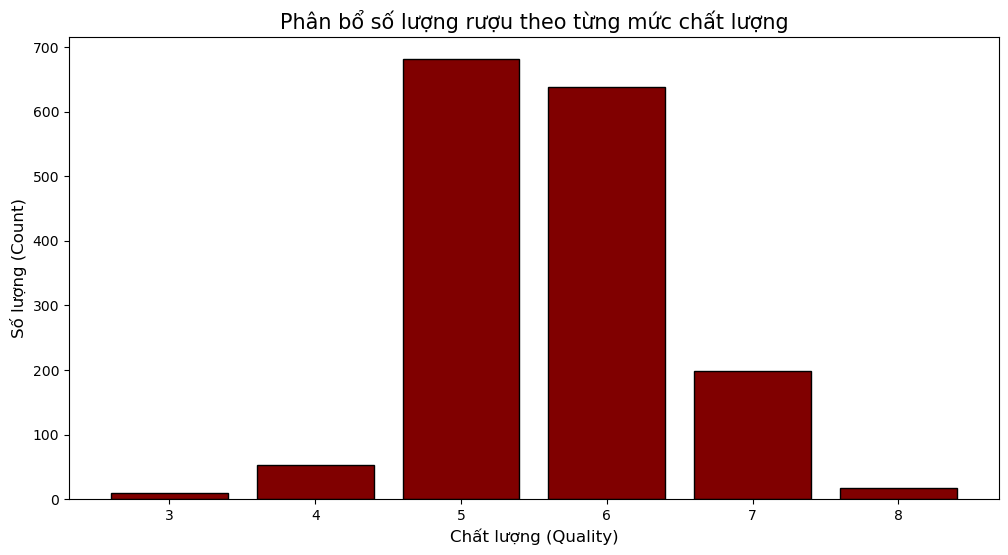 Phân bổ số lượng rượu theo từng mức chất lượng
Số lượng (Count)
700
600
500
400
300
200
100
0
3 4 5 6 7 8
Chất lượng (Quality)